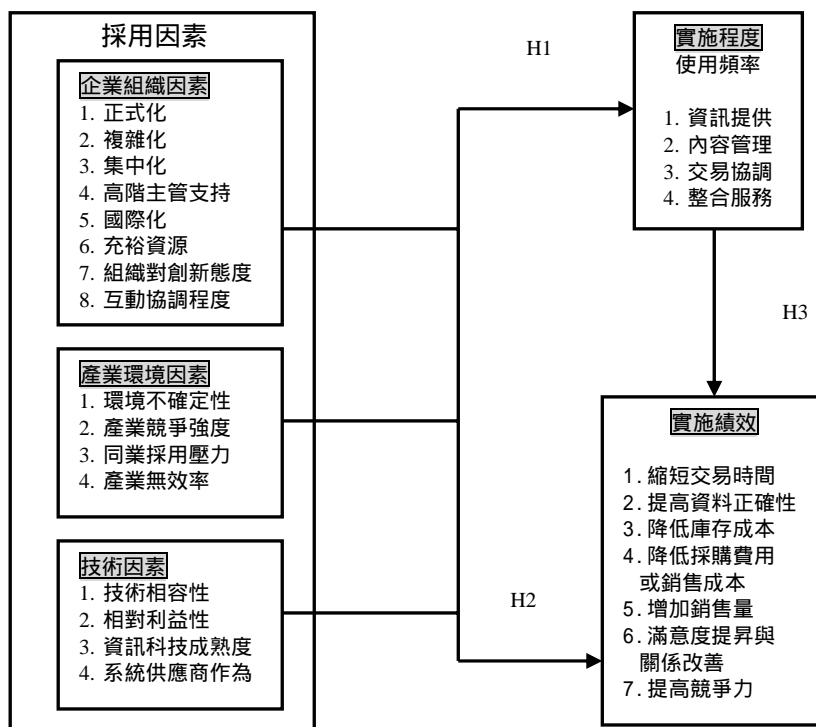 採用因素
企業組織因素
1. 正式化
2. 複雜化
3. 集中化
4. 高階主管支持
5. 國際化
6. 充裕資源
7. 組織對創新態度
8. 互動協調程度
產業環境因素
1. 環境不確定性
2. 產業競爭強度
3. 同業採用壓力
4. 產業無效率
技術因素
1. 技術相容性
2. 相對利益性
3. 資訊科技成熟度
4. 系統供應商作為
H1
H2
實施程度
使用頻率
1. 資訊提供
2. 內容管理
3. 交易協調
4. 整合服務
H3
實施績效
1.縮短交易時間
2.提高資料正確性
3.降低庫存成本
4.降低採購費用
或銷售成本
5.增加銷售量
6.滿意度提昇與
關係改善
7.提高競爭力